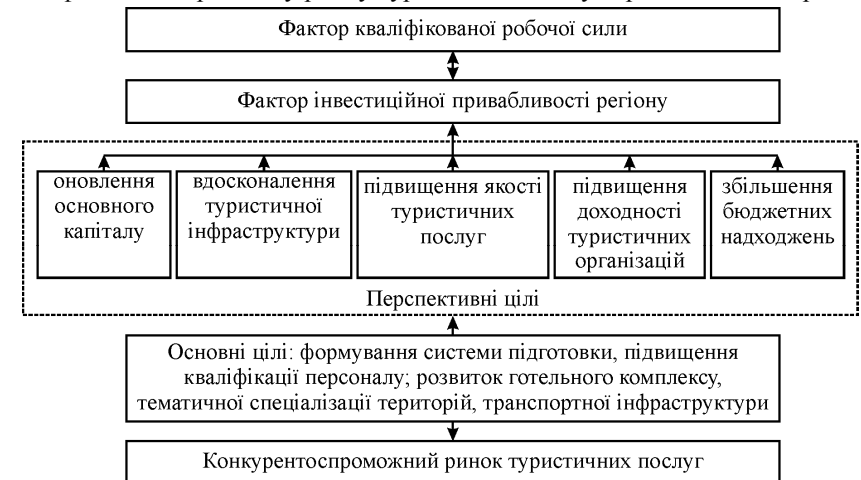 Фактор кваліфікованої робочої сили
Фактор інвестиційної привабливості регіону
оновлення
основного
капіталу
вдосконалення
туристичної
інфраструктури
підвищення якості
туристичних
послуг
підвищення
доходності
туристичних
організацій
збільшення
бюджетних
надходжень
Перспективні цілі
Основні цілі: формування системи підготовки, підвищення
кваліфікації персоналу; розвиток готельного комплексу,
тематичної спеціалізації територій, транспортної інфраструктури
Конкурентоспроможний ринок туристичних послуг